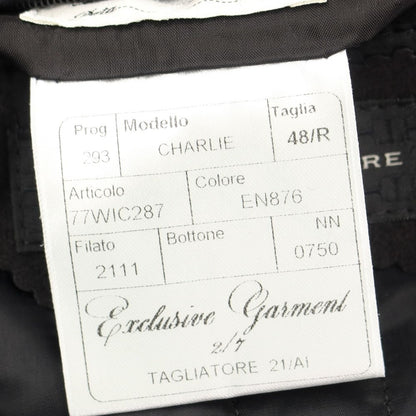 Prog Modello Taglia
293 CHARLIE 48/R
Articolo Colore
77WIC287 EN876
Filato Bottone NN
2111 0750
Exclusive Garment
2/7
TAGLIATORE 21/AI
RE